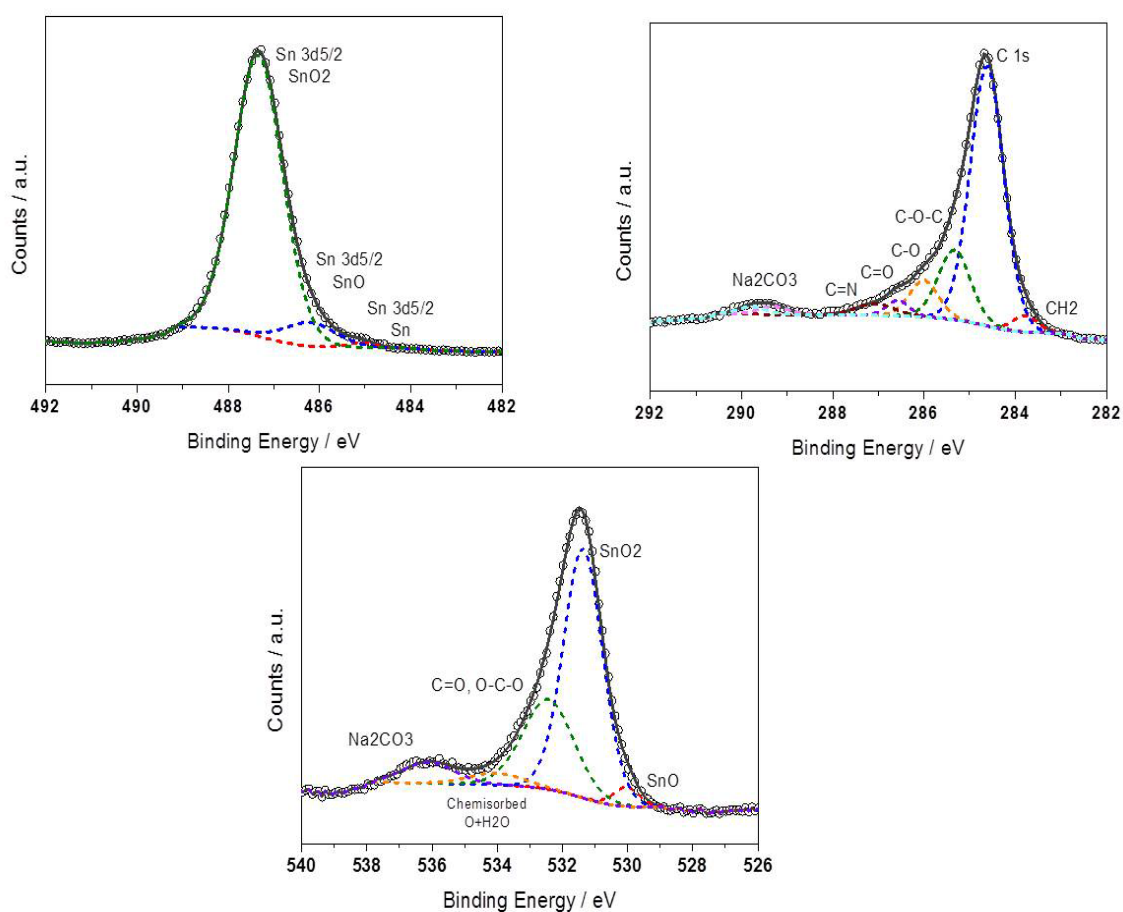 Sn 3d5/2
SnO2
Sn 3d5/2
SnO
Sn 3d5/2
Sn
Counts / a.u.
492 490 488 486 484 482
Binding Energy / eV
C 1s
C-O-C
C-O
C=O
C=N
Na2CO3
CH2
Counts / a.u.
292 290 288 286 284 282
Binding Energy / eV
SnO2
C=O, O-C-O
Na2CO3
SnO
Chemisorbed
O+H2O
Counts / a.u.
540 538 536 534 532 530 528 526
Binding Energy / eV